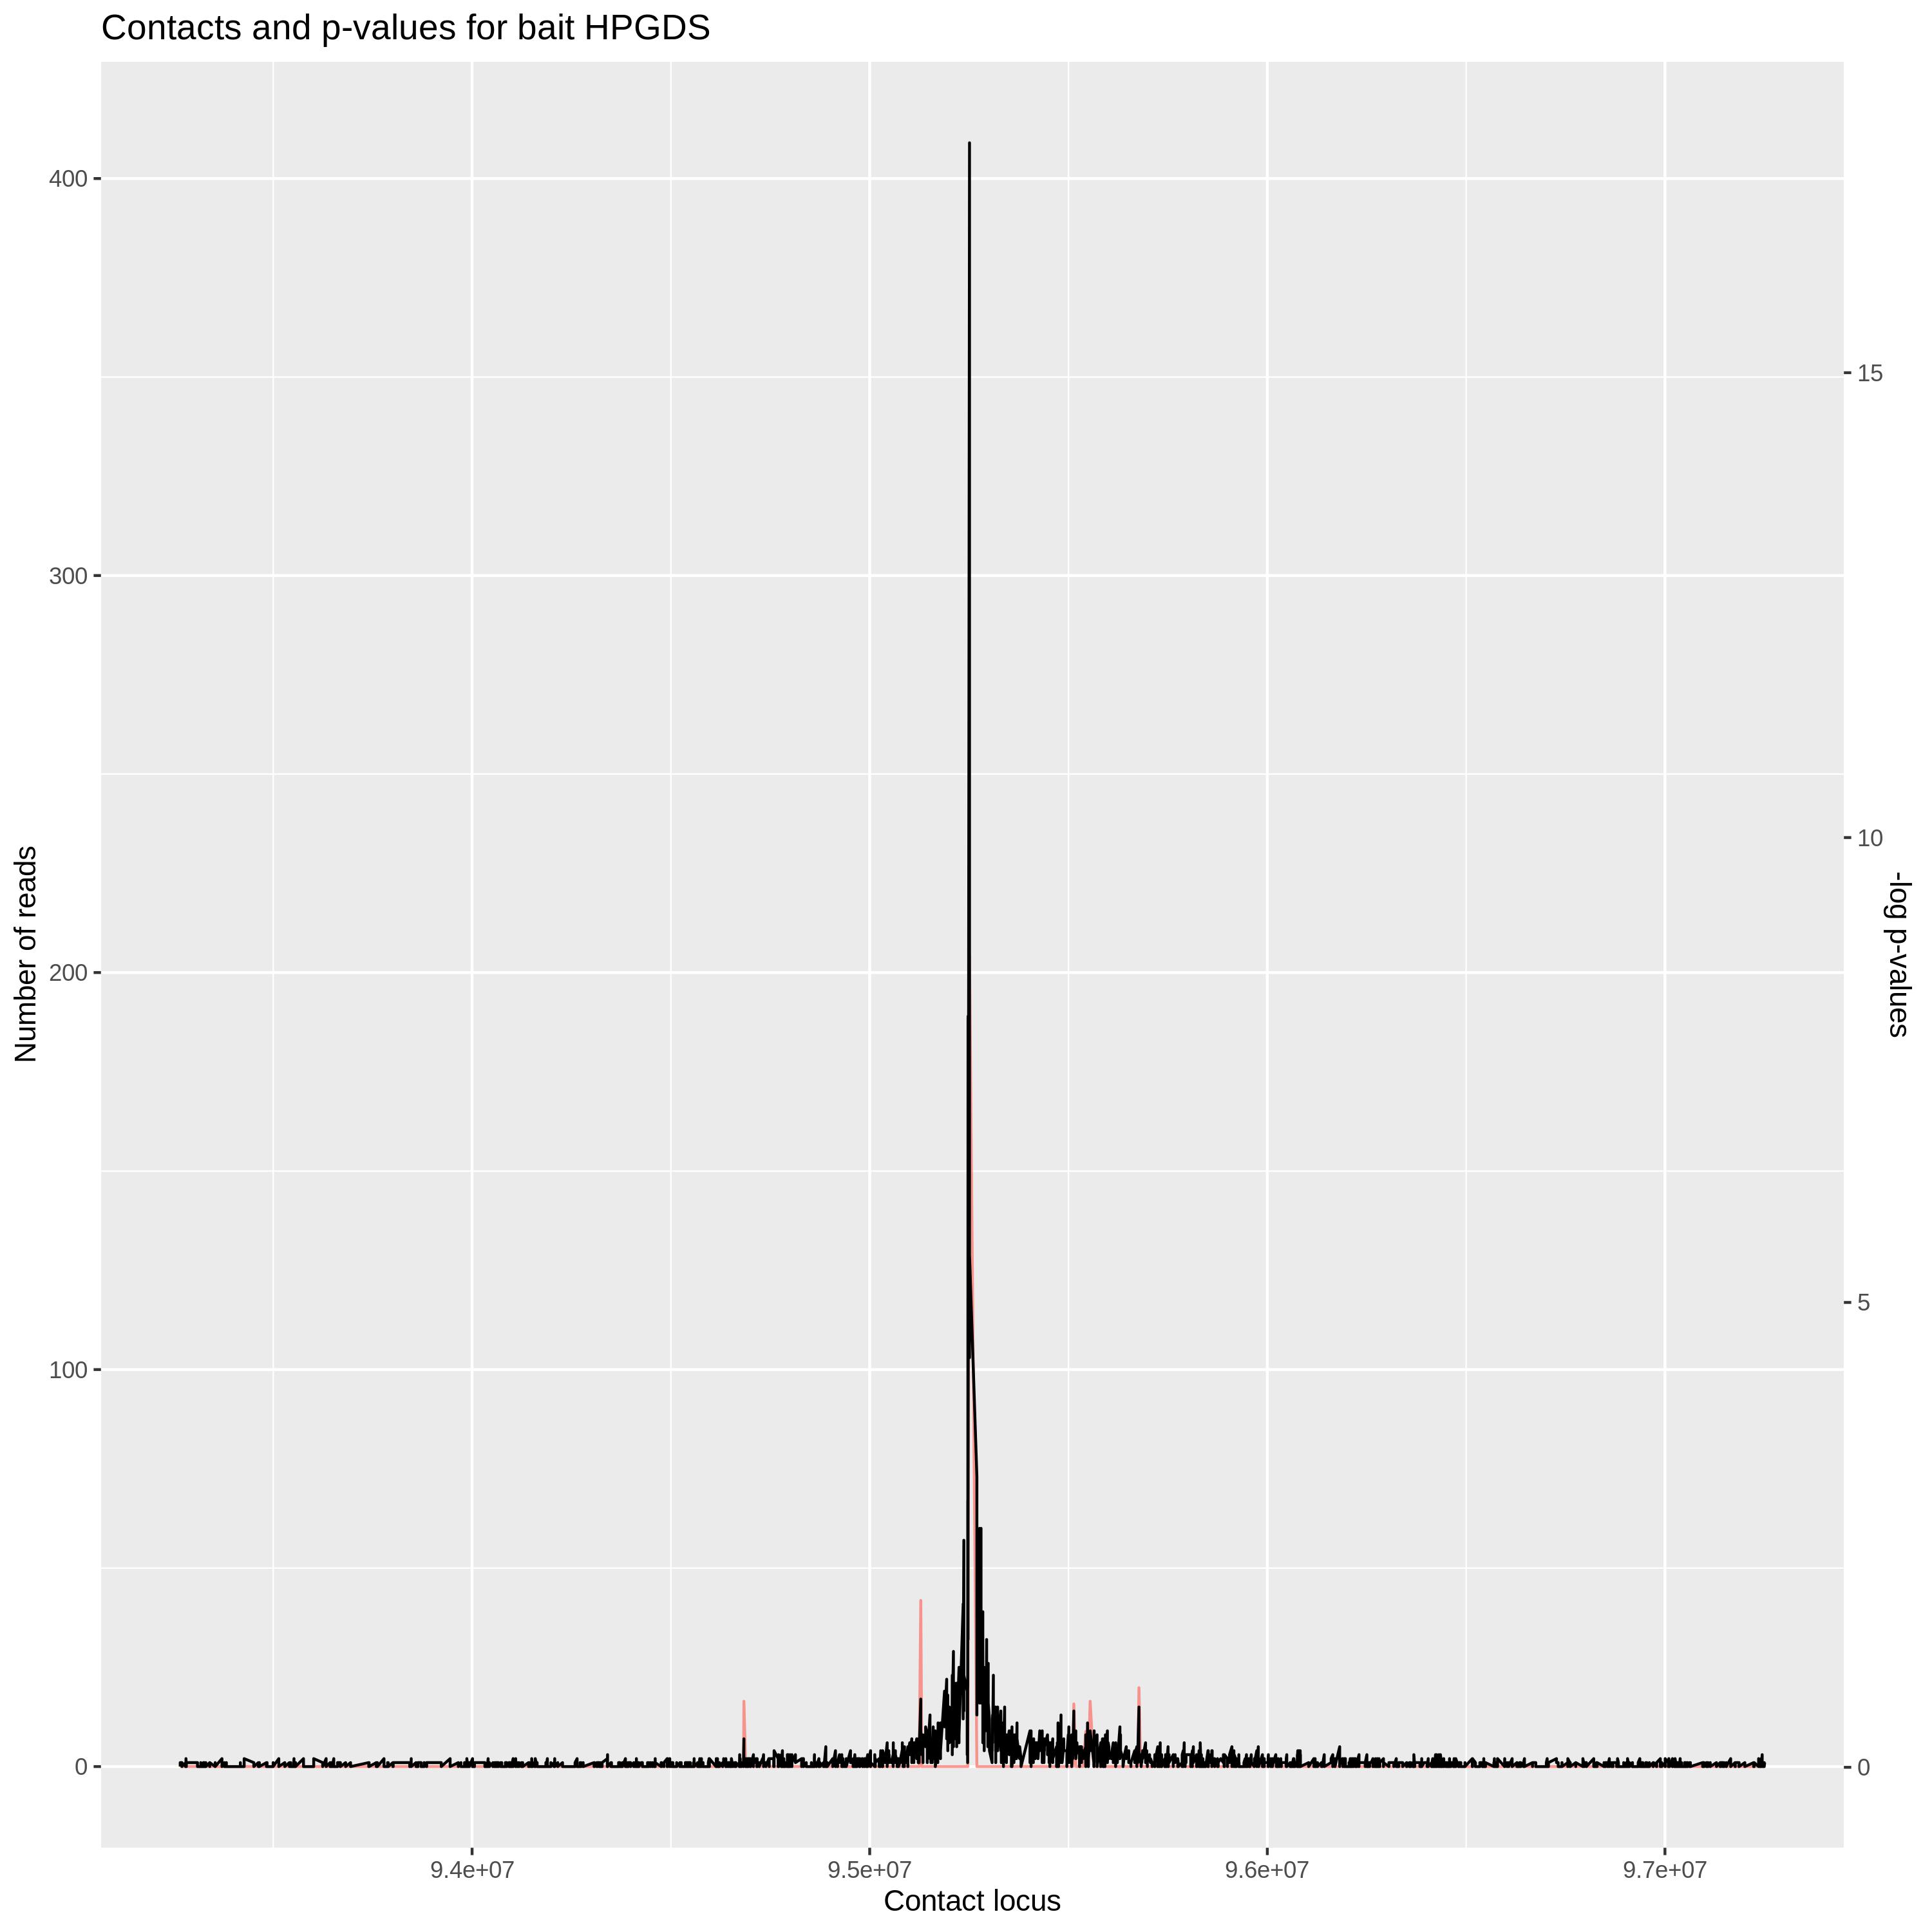 Contacts and p-values for bait HPGDS
400
300
200
100
0
Number of reads
15
10
5
0
-log p-values
9.4e+07
9.5e+07
9.6e+07
9.7e+07
Contact locus